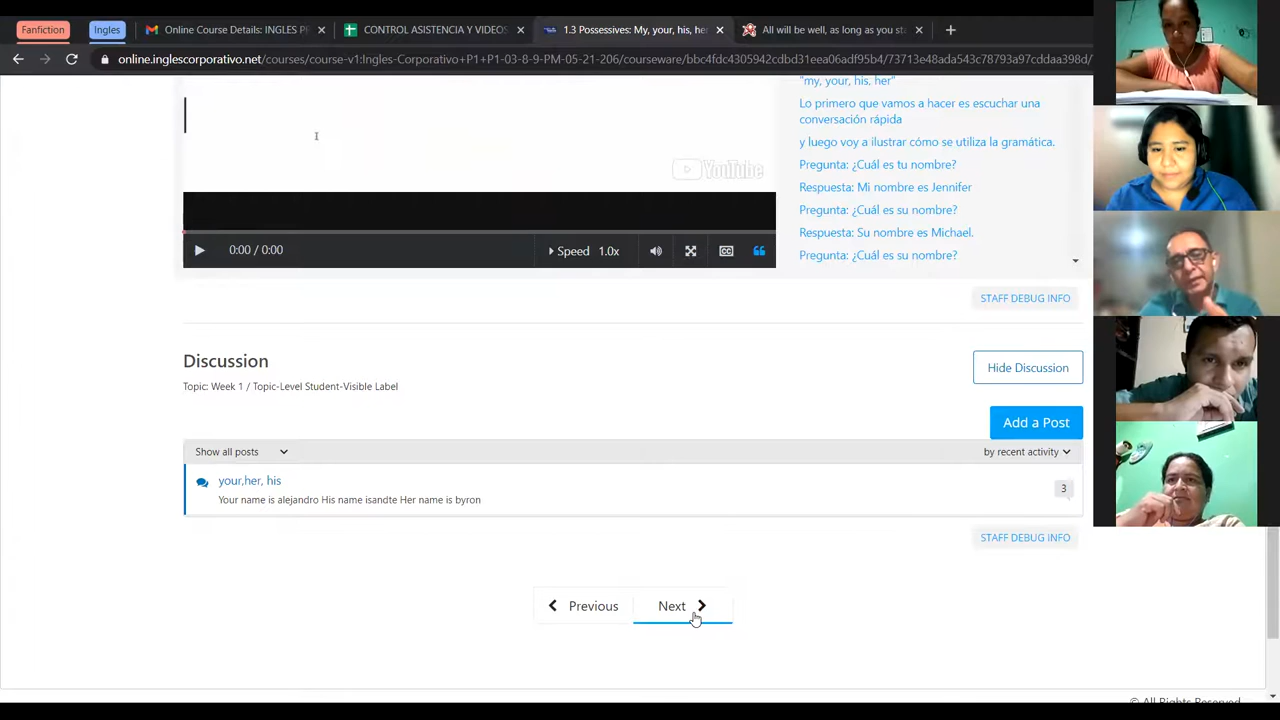 Fanfiction
Ingles
Online Course Details: INGLES P
CONTROL ASISTENCIA Y VIDEOS
1.3 Possessives: My, your, his, he
All will be well, as long as you st
online.inglescorporativo.net/courses/course-v1:Ingles-Corporativo+P1+P1-03-8-9-PM-05-21-206/courseware/bbc4fdc4305942cdbd31eea06adf95b4/73713e48ada543c78793a97cddaa398d/
"my, your, his, her"
Lo primero que vamos a hacer es escuchar una
conversación rápida
y luego voy a ilustrar cómo se utiliza la gramática.
Pregunta: ¿Cuál es tu nombre?
Respuesta: Mi nombre es Jennifer
Pregunta: ¿Cuál es su nombre?
Respuesta: Su nombre es Michael.
Pregunta: ¿Cuál es su nombre?
YouTube
0:00 / 0:00
Speed 1.0x
STAFF DEBUG INFO
Discussion
Topic: Week 1 / Topic-Level Student-Visible Label
Hide Discussion
Add a Post
Show all posts
by recent activity
your,her, his
Your name is alejandro His name isandte Her name is byron
3
STAFF DEBUG INFO
Previous
Next
© All Rights Reserved